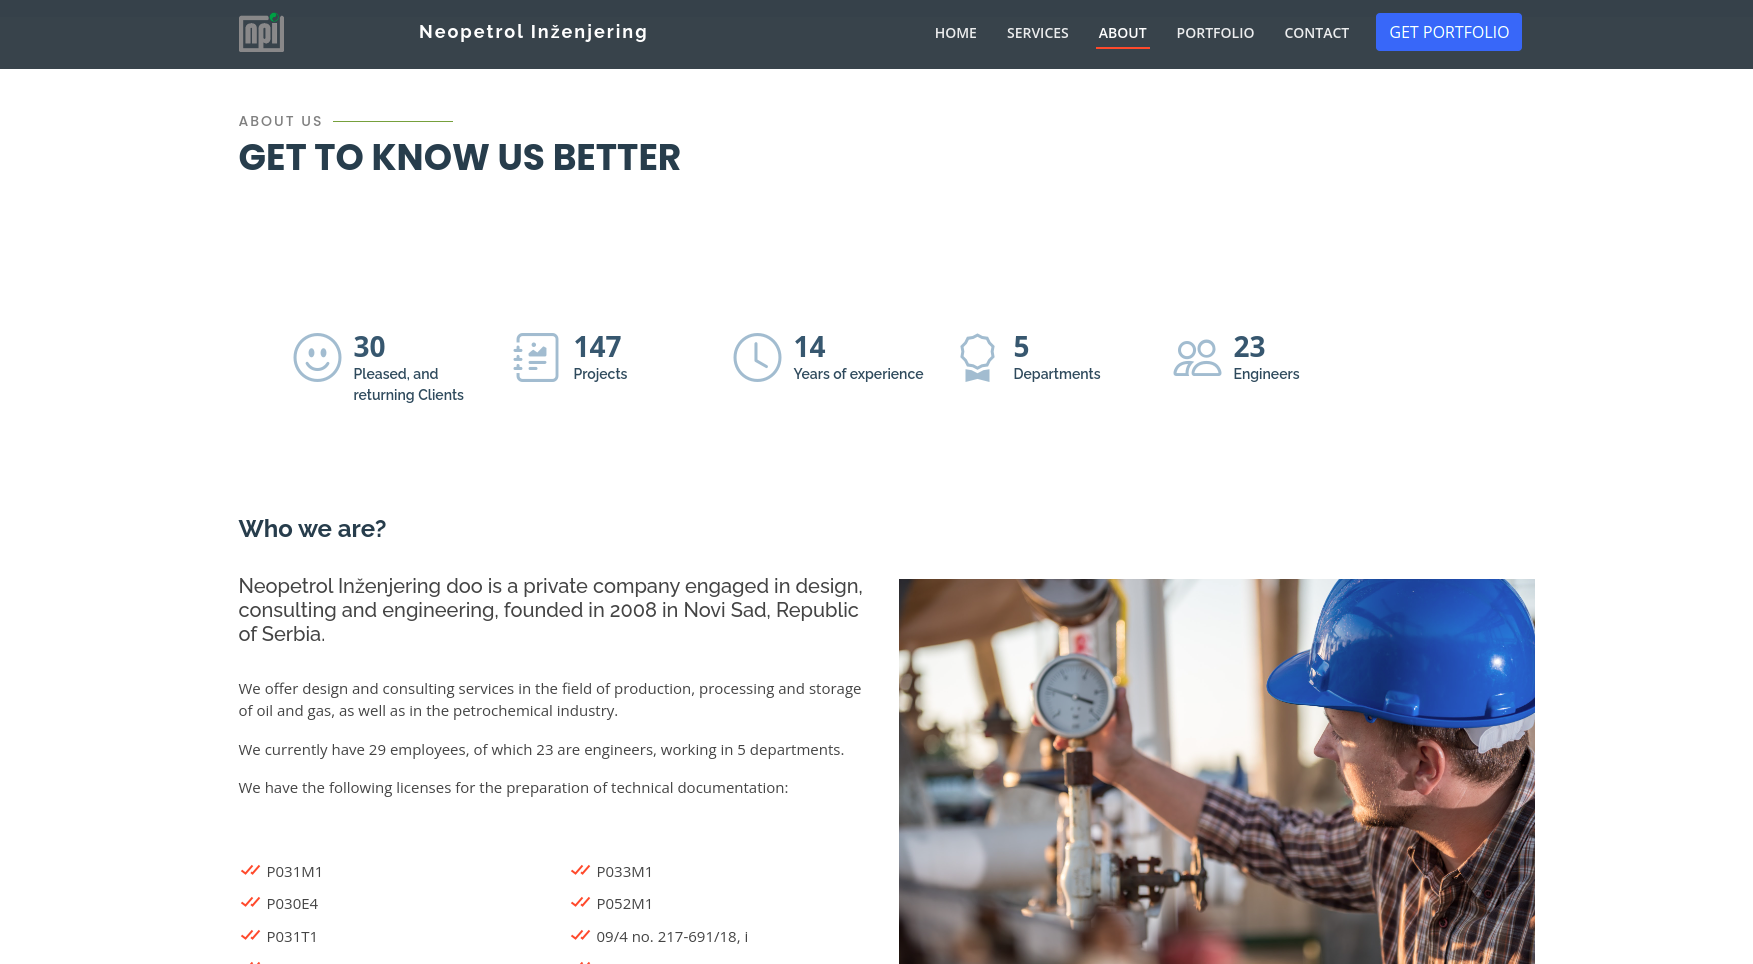 npi
Neopetrol Inženjering
HOME
SERVICES
ABOUT
PORTFOLIO
CONTACT
GET PORTFOLIO
ABOUT US
GET TO KNOW US BETTER
30
Pleased, and
returning Clients
147
Projects
14
Years of experience
5
Departments
23
Engineers
Who we are?
Neopetrol Inženjering doo is a private company engaged in design,
consulting and engineering, founded in 2008 in Novi Sad, Republic
of Serbia.
We offer design and consulting services in the field of production, processing and storage
of oil and gas, as well as in the petrochemical industry.
We currently have 29 employees, of which 23 are engineers, working in 5 departments.
We have the following licenses for the preparation of technical documentation:
P031M1
P033M1
P030E4
P052M1
P031T1
09/4 no. 217-691/18, i